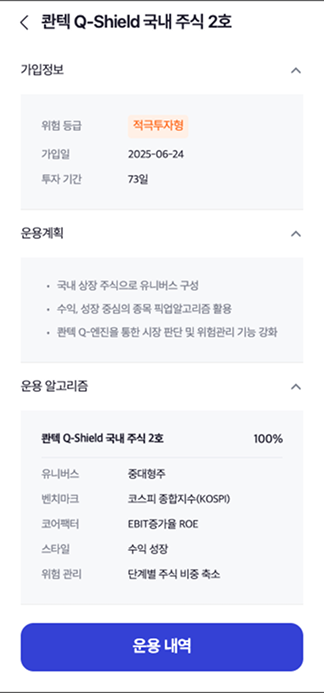 콴텍 Q-Shield 국내 주식 2호
가입정보
위험 등급 적극투자형
가입일 2025-06-24
투자 기간 73일
운용계획
• 국내 상장 주식으로 유니버스 구성
• 수익, 성장 중심의 종목 픽업알고리즘 활용
• 콴텍 Q-엔진을 통한 시장 판단 및 위험관리 기능 강화
운용 알고리즘
콴텍 Q-Shield 국내 주식 2호 100%
유니버스 중대형주
벤치마크 코스피 종합지수(KOSPI)
코어팩터 EBIT증가율 ROE
스타일 수익 성장
위험 관리 단계별 주식 비중 축소
운용 내역